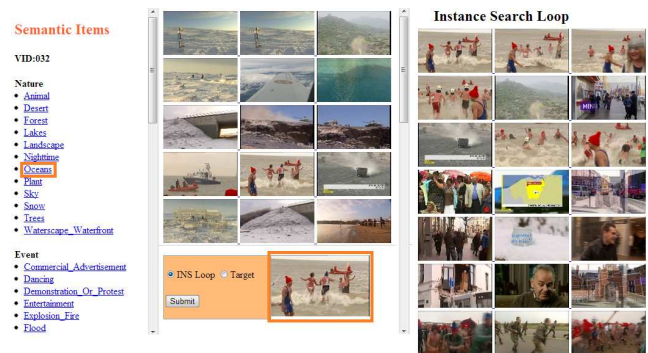 Semantic Items
VID:032
Nature
Animal
Desert
Forest
Lakes
Landscape
Nighttime
Oceans
Plant
Sky
Snow
Trees
Waterscape_Waterfront
Event
Commercial_Advertisement
Dancing
Demonstration_Or_Protest
Entertainment
Explosion_Fire
Flood
INS Loop Target
Submit
Instance Search Loop
MINI